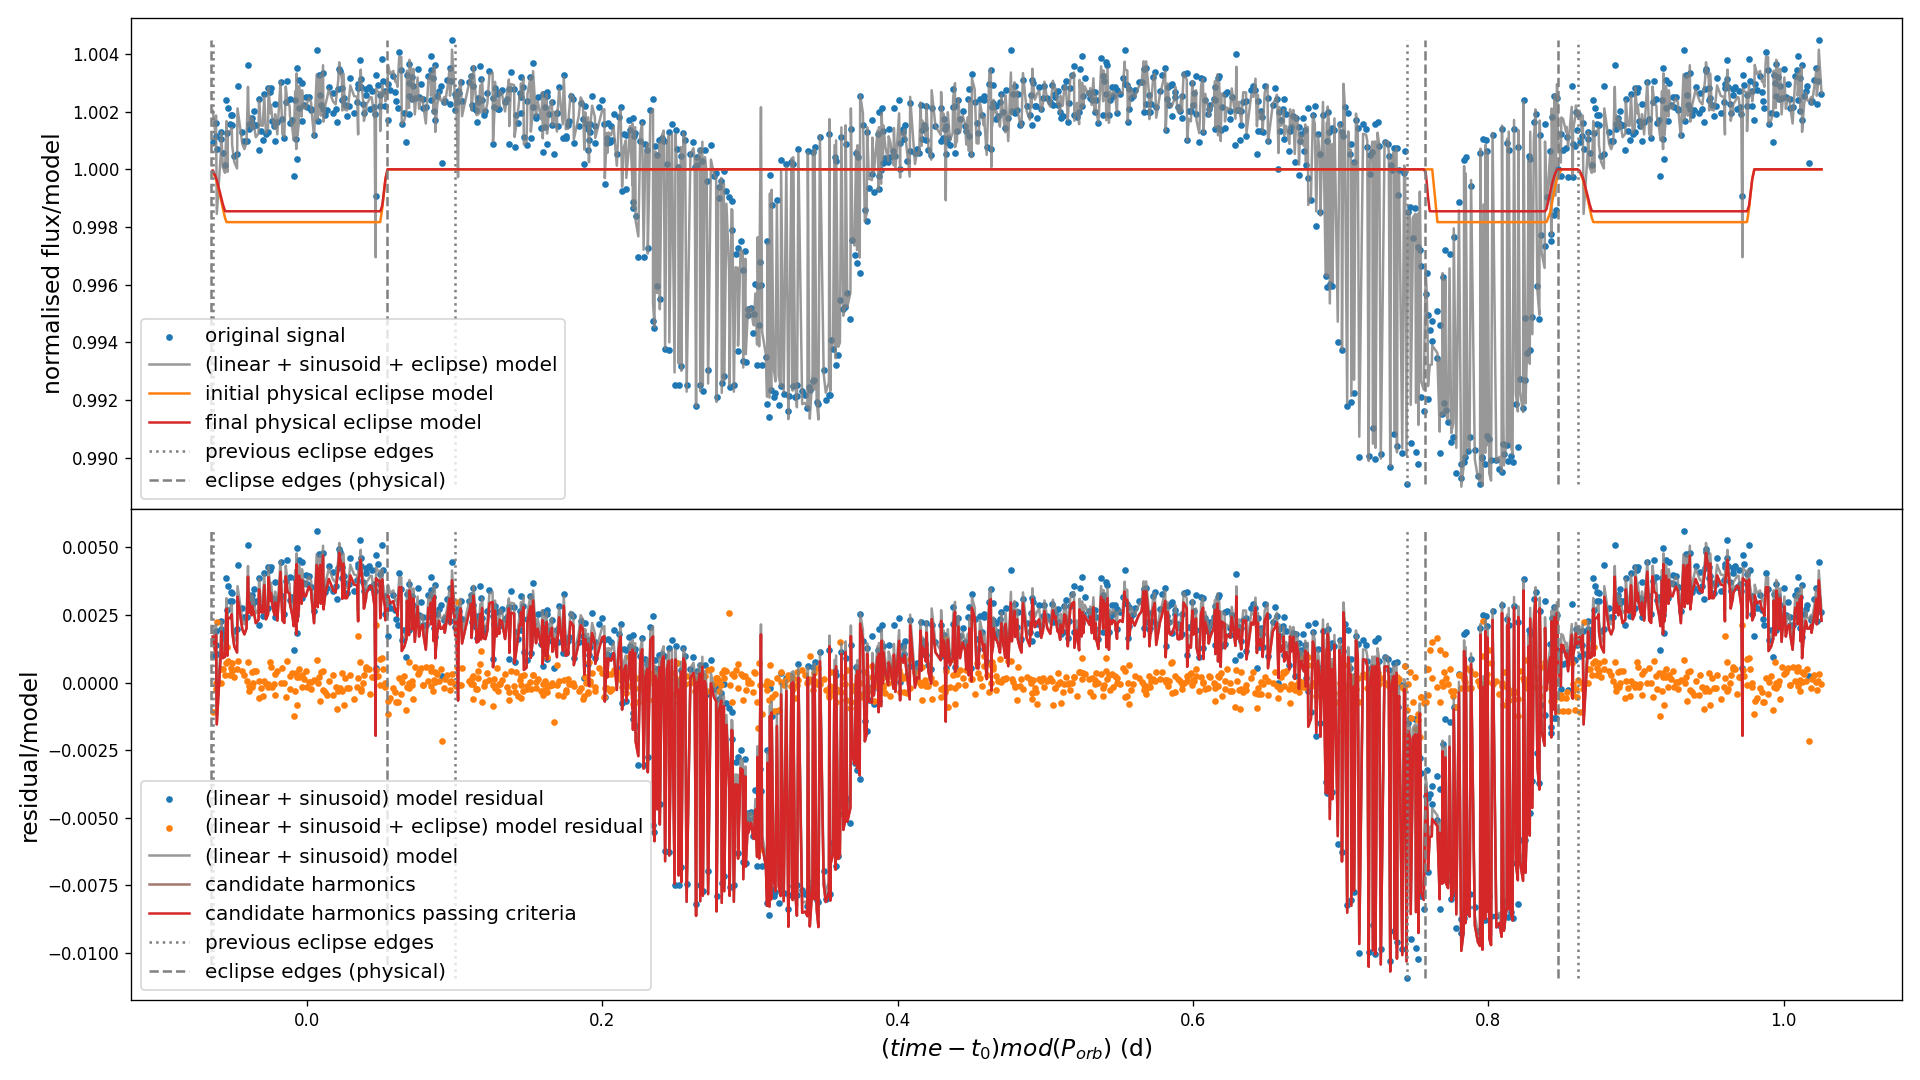 normalised flux/model
1.004
1.002
1.000
0.998
0.996
0.994
0.992
0.990
original signal
(linear + sinusoid + eclipse) model
initial physical eclipse model
final physical eclipse model
previous eclipse edges
eclipse edges (physical)
residual/model
0.0050
0.0025
0.0000
−0.0025
−0.0050
−0.0075
−0.0100
(linear + sinusoid) model residual
(linear + sinusoid + eclipse) model residual
(linear + sinusoid) model
candidate harmonics
candidate harmonics passing criteria
previous eclipse edges
eclipse edges (physical)
0.0 0.2 0.4 0.6 0.8 1.0
(time − t₀)mod(Pₒᵣb) (d)